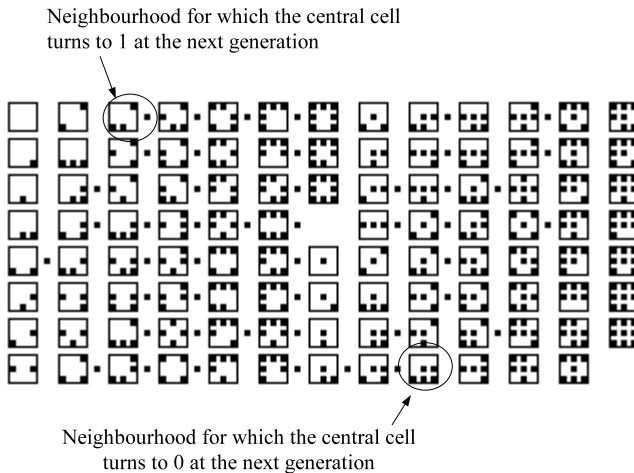 Neighbourhood for which the central cell
turns to 1 at the next generation
Neighbourhood for which the central cell
turns to 0 at the next generation